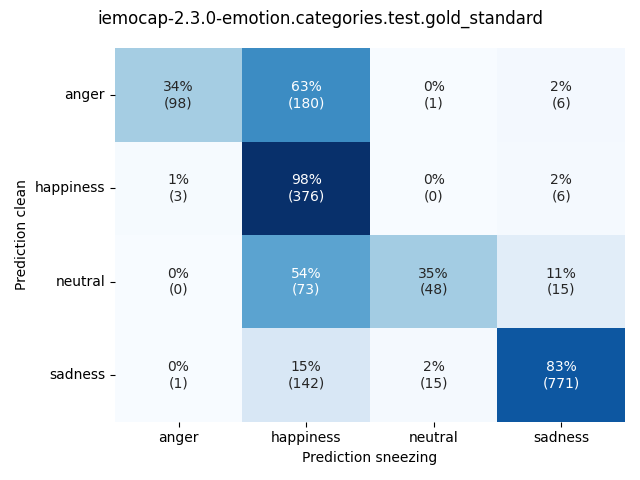 iemocap-2.3.0-emotion.categories.test.gold_standard
Prediction clean
anger
34%
(98)
63%
(180)
0%
(1)
2%
(6)
happiness
1%
(3)
98%
(376)
0%
(0)
2%
(6)
neutral
0%
(0)
54%
(73)
35%
(48)
11%
(15)
sadness
0%
(1)
15%
(142)
2%
(15)
83%
(771)
anger
happiness
neutral
sadness
Prediction sneezing